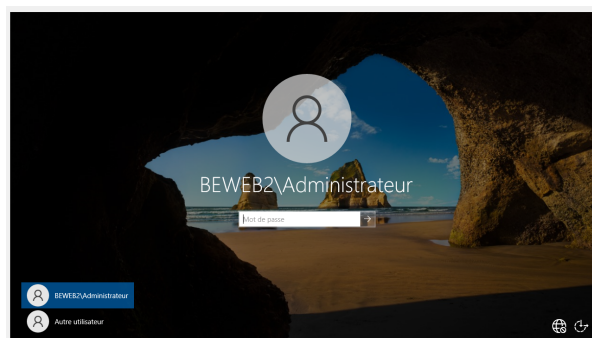 BEWEB2\Administrateur
Mot de passe
BEWEB2\Administrateur
Autre utilisateur